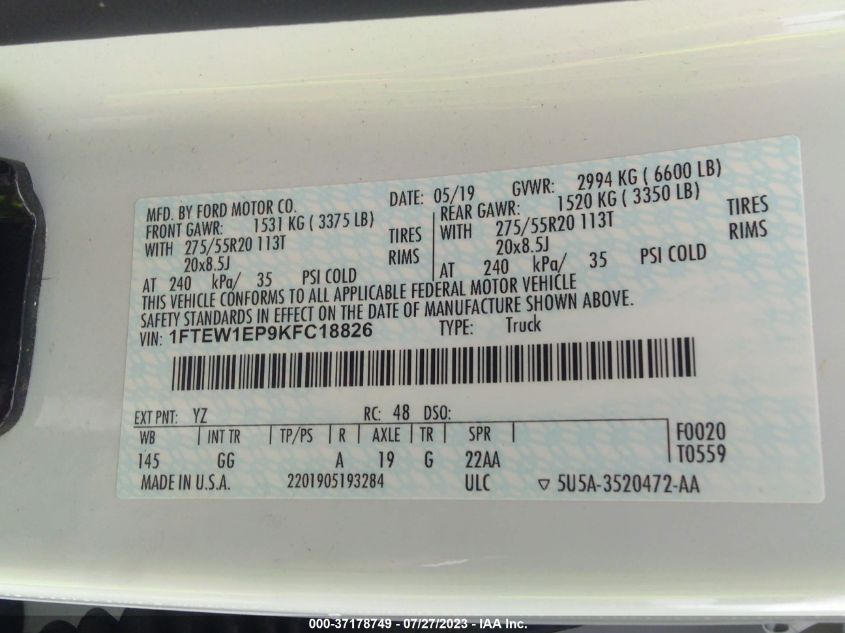 MFD. BY FORD MOTOR CO. DATE: 05/19 GVWR: 2994 KG ( 6600 LB)
FRONT GAWR: 1531 KG ( 3375 LB) REAR GAWR: 1520 KG ( 3350 LB)
WITH 275/55R20 113T TIRES WITH 275/55R20 113T TIRES
20x8.5J RIMS 20x8.5J RIMS
AT 240 kPa/ 35 PSI COLD AT 240 kPa/ 35 PSI COLD
THIS VEHICLE CONFORMS TO ALL APPLICABLE FEDERAL MOTOR VEHICLE
SAFETY STANDARDS IN EFFECT ON THE DATE OF MANUFACTURE SHOWN ABOVE.
VIN: 1FTEW1EP9KFC18826 TYPE: Truck
EXT PNT: YZ RC: 48 DSO:
WB INT TR TP/PS R AXLE TR SPR F0020
145 GG A 19 G 22AA T0559
MADE IN U.S.A. 2201905193284 ULC ▽ 5U5A-3520472-AA
000-37178749 - 07/27/2023 - IAA Inc.